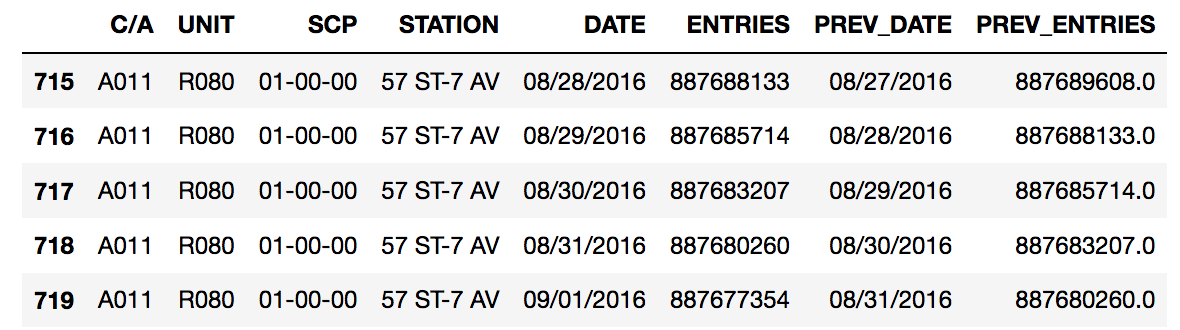 C/A UNIT SCP STATION DATE ENTRIES PREV_DATE PREV_ENTRIES
715 A011 R080 01-00-00 57 ST-7 AV 08/28/2016 887688133 08/27/2016 887689608.0
716 A011 R080 01-00-00 57 ST-7 AV 08/29/2016 887685714 08/28/2016 887688133.0
717 A011 R080 01-00-00 57 ST-7 AV 08/30/2016 887683207 08/29/2016 887685714.0
718 A011 R080 01-00-00 57 ST-7 AV 08/31/2016 887680260 08/30/2016 887683207.0
719 A011 R080 01-00-00 57 ST-7 AV 09/01/2016 887677354 08/31/2016 887680260.0